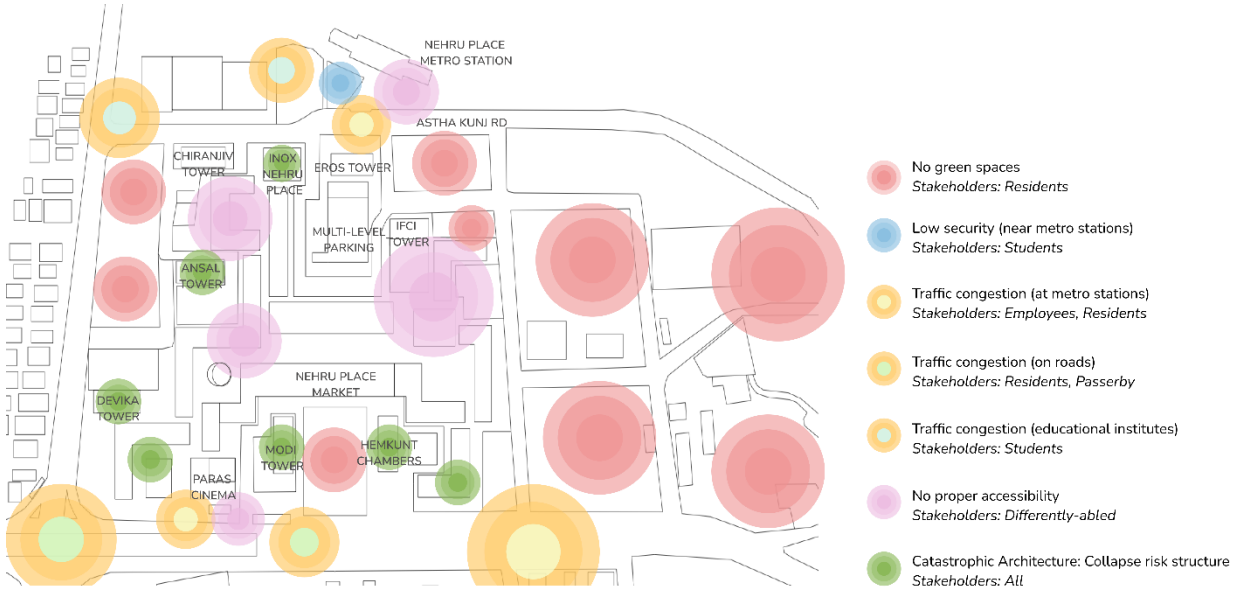 NEHRU PLACE
METRO STATION
ASTHA KUNJ RD
CHIRANJIV
TOWER
INOX
NEHRU
PLACE
EROS TOWER
MULTI-LEVEL
PARKING
IFCI
TOWER
ANSAL
TOWER
NEHRU PLACE
MARKET
DEVIKA
TOWER
MODI
TOWER
HEMKUNT
CHAMBERS
PARAS
CINEMA
No green spaces
Stakeholders: Residents
Low security (near metro stations)
Stakeholders: Students
Traffic congestion (at metro stations)
Stakeholders: Employees, Residents
Traffic congestion (on roads)
Stakeholders: Residents, Passerby
Traffic congestion (educational institutes)
Stakeholders: Students
No proper accessibility
Stakeholders: Differently-abled
Catastrophic Architecture: Collapse risk structure
Stakeholders: All